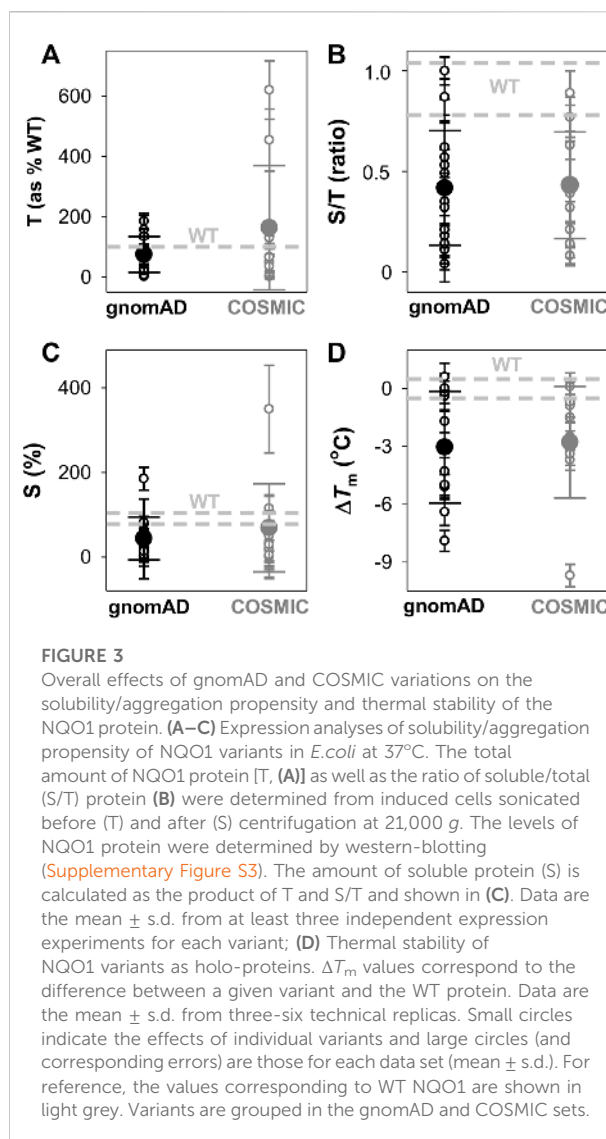 A
B
T (as % WT)
600
400
200
0
WT
gnomAD
COSMIC
S/T (ratio)
1.0
0.5
0
WT
gnomAD
COSMIC
C
D
S (%)
400
200
0
WT
gnomAD
COSMIC
ΔTm (°C)
0
-3
-6
-9
WT
gnomAD
COSMIC
FIGURE 3
Overall effects of gnomAD and COSMIC variations on the
solubility/aggregation propensity and thermal stability of the
NQO1 protein. (A–C) Expression analyses of solubility/aggregation
propensity of NQO1 variants in E.coli at 37°C. The total
amount of NQO1 protein [T, (A)] as well as the ratio of soluble/total
(S/T) protein (B) were determined from induced cells sonicated
before (T) and after (S) centrifugation at 21,000 g. The levels of
NQO1 protein were determined by western-blotting
(Supplementary Figure S3). The amount of soluble protein (S) is
calculated as the product of T and S/T and shown in (C). Data are
the mean ± s.d. from at least three independent expression
experiments for each variant; (D) Thermal stability of
NQO1 variants as holo-proteins. ΔTm values correspond to the
difference between a given variant and the WT protein. Data are
the mean ± s.d. from three-six technical replicas. Small circles
indicate the effects of individual variants and large circles (and
corresponding errors) are those for each data set (mean ± s.d.). For
reference, the values corresponding to WT NQO1 are shown in
light grey. Variants are grouped in the gnomAD and COSMIC sets.